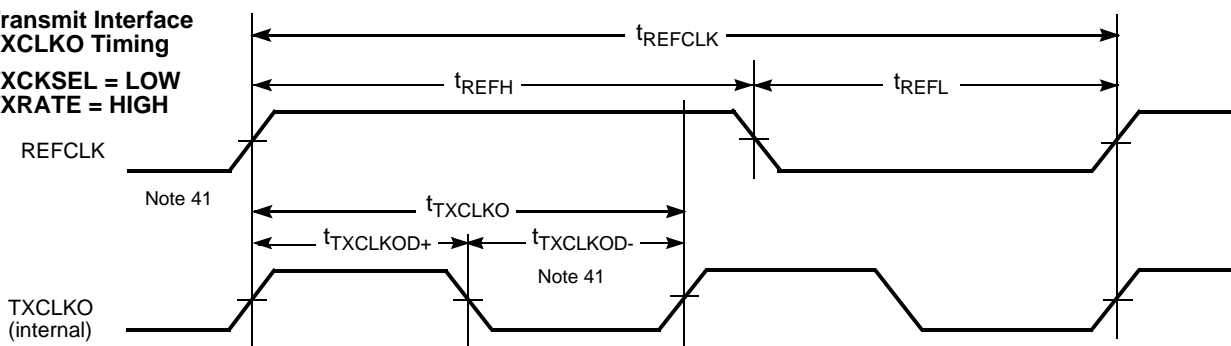 ransmit Interface
XCLKO Timing
XCKSEL = LOW
XRATE = HIGH
tREFCLK
tREFH
tREFL
REFCLK
Note 41
tTXCLKO
tTXCLKOD+
tTXCLKOD-
Note 41
TXCLKO
(internal)